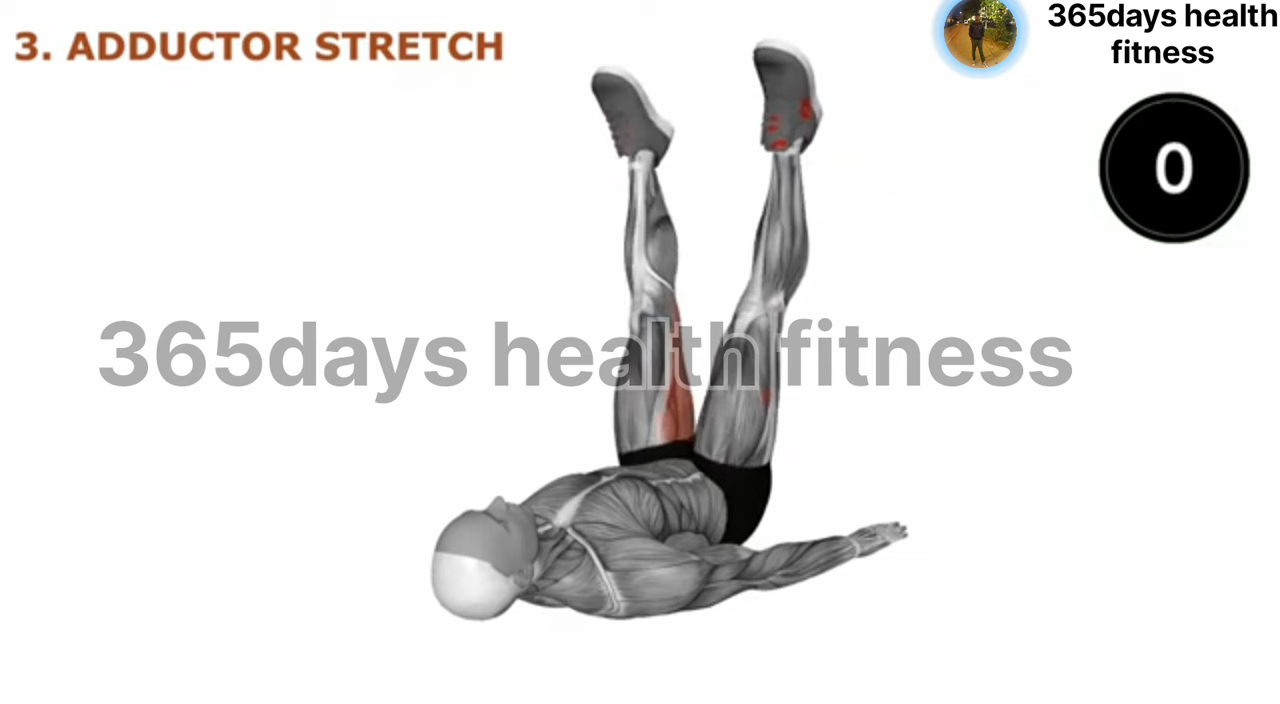 3. ADDUCTOR STRETCH
365days health
fitness
0
365days health fitness